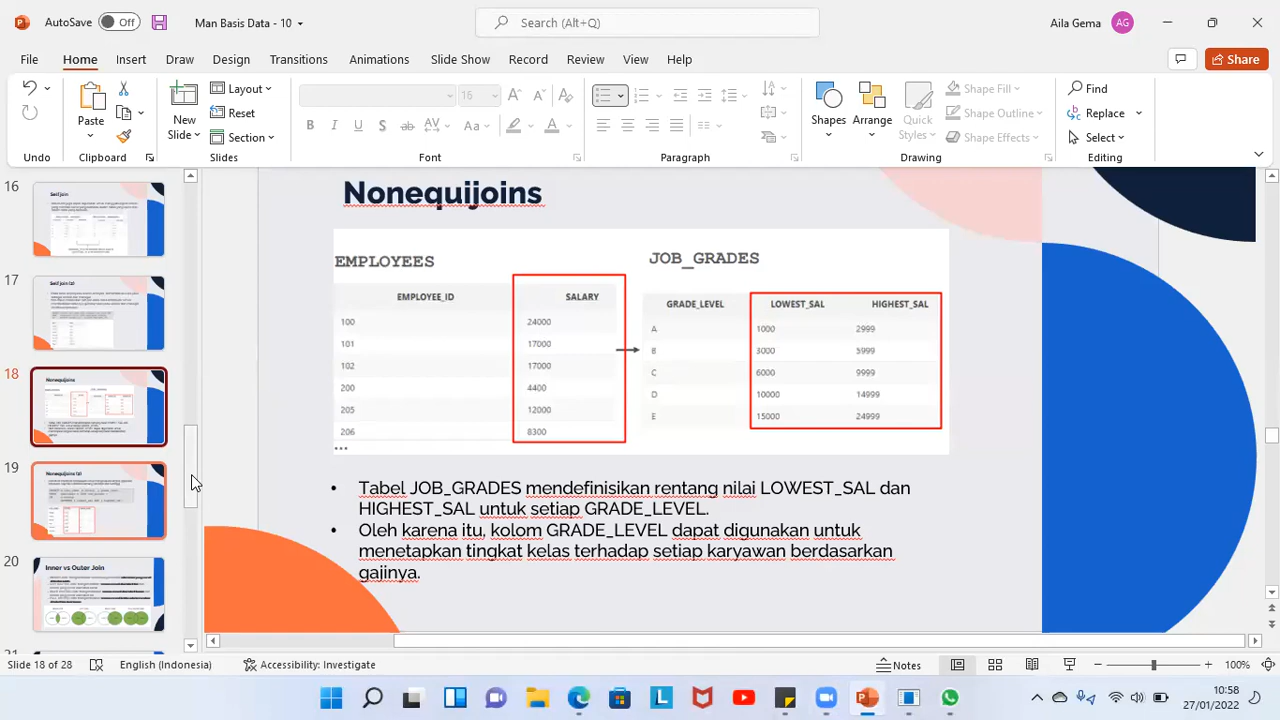 AutoSave Off Man Basis Data - 10 Search (Alt+Q) Aila Gema AG
File Home Insert Draw Design Transitions Animations Slide Show Record Review View Help Share
Undo
Paste
Clipboard
New Slide
Layout
Reset
Section
Slides
16
B I U S ab AV Aa A
Font
Paragraph
Shapes
Arrange
Quick Styles
Shape Fill
Shape Outline
Shape Effects
Drawing
Find
Replace
Select
Editing
16
Self join
17
Self join (2)
18
Nonequijoins
19
Nonequijoins (2)
20
Inner vs Outer Join
Nonequijoins
EMPLOYEES
EMPLOYEE_ID SALARY
100 24000
101 17000
102 17000
200 4400
205 12000
206 8300
...
JOB_GRADES
GRADE_LEVEL LOWEST_SAL HIGHEST_SAL
A 1000 2999
B 3000 5999
C 6000 9999
D 10000 14999
E 15000 24999
• Tabel JOB_GRADES mendefinisikan rentang nilai LOWEST_SAL dan
HIGHEST_SAL untuk setiap GRADE_LEVEL.
• Oleh karena itu, kolom GRADE_LEVEL dapat digunakan untuk
menetapkan tingkat kelas terhadap setiap karyawan berdasarkan
gajinya.
Slide 18 of 28 English (Indonesia) Accessibility: Investigate Notes 100%
10:58
27/01/2022